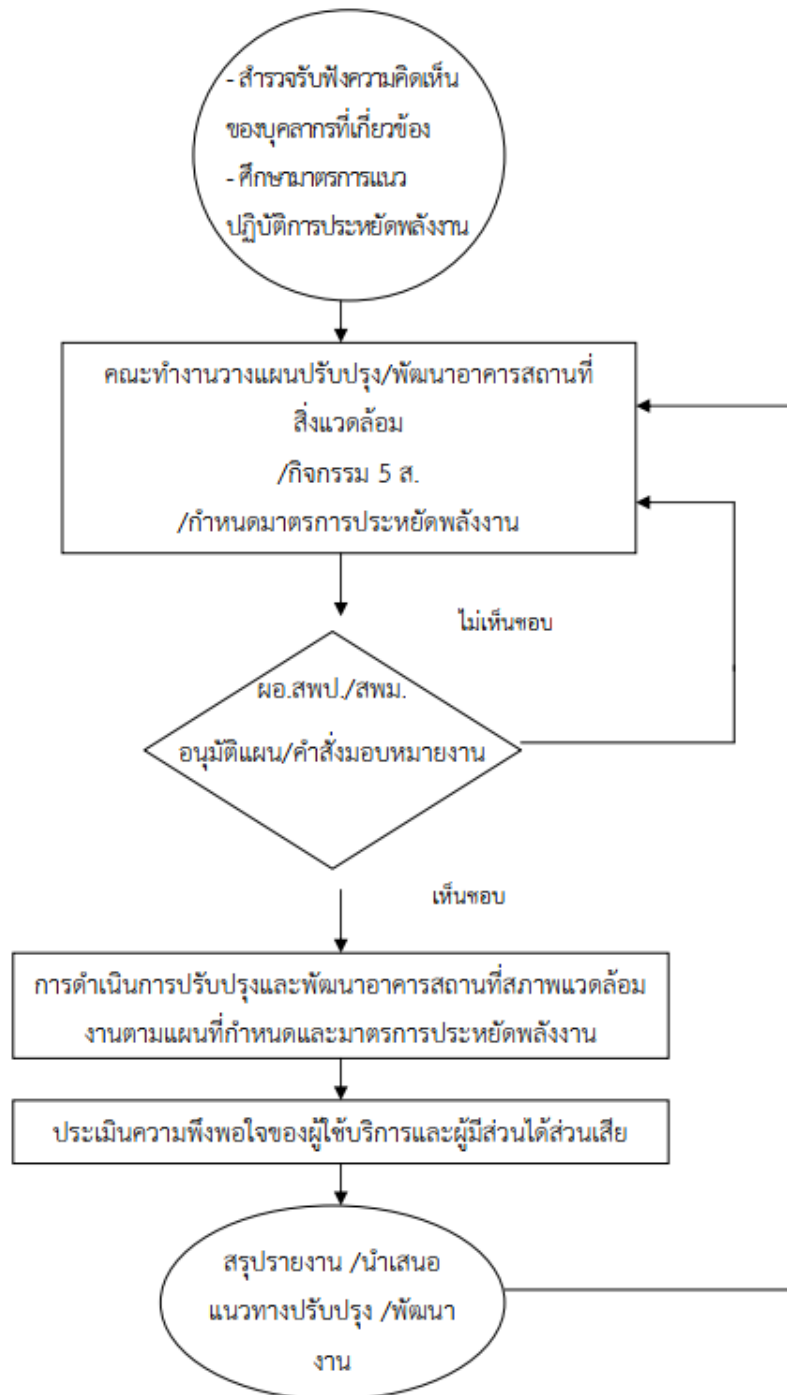 - สำรวจรับฟังความคิดเห็น
ของบุคลากรที่เกี่ยวข้อง
- ศึกษามาตรการแนว
ปฏิบัติการประหยัดพลังงาน
คณะทำงานวางแผนปรับปรุง/พัฒนาอาคารสถานที่
สิ่งแวดล้อม
/กิจกรรม 5 ส.
/กำหนดมาตรการประหยัดพลังงาน
ไม่เห็นชอบ
ผอ.สพป./สพม.
อนุมัติแผน/คำสั่งมอบหมายงาน
เห็นชอบ
การดำเนินการปรับปรุงและพัฒนาอาคารสถานที่สภาพแวดล้อม
งานตามแผนที่กำหนดและมาตรการประหยัดพลังงาน
ประเมินความพึงพอใจของผู้ใช้บริการและผู้มีส่วนได้ส่วนเสีย
สรุปรายงาน /นำเสนอ
แนวทางปรับปรุง /พัฒนา
งาน